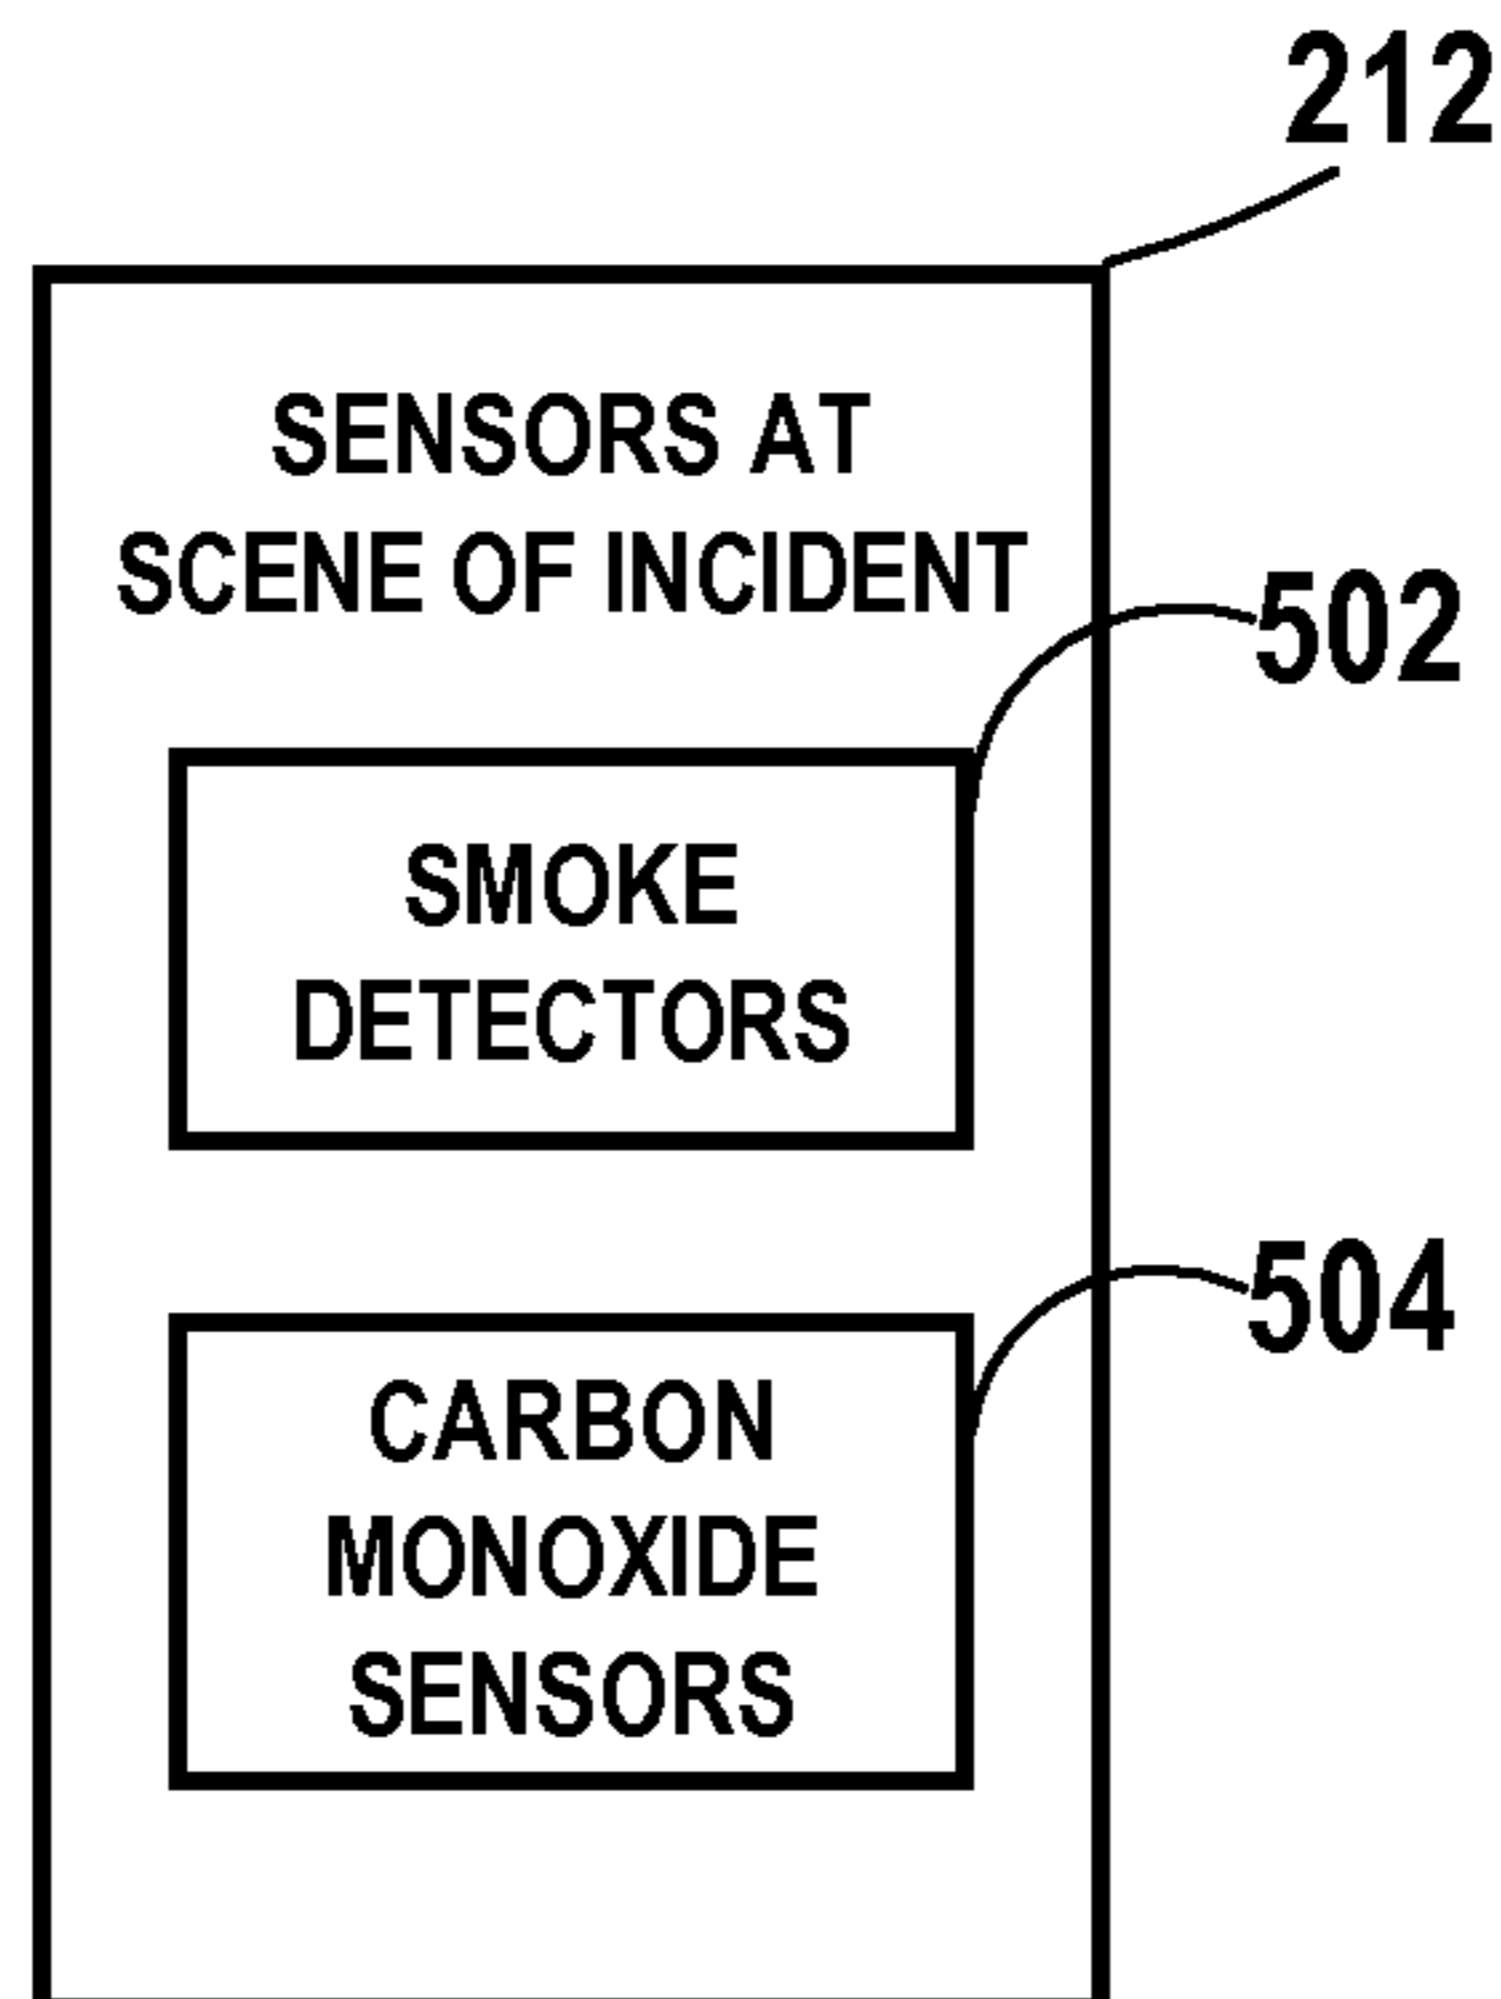 212
SENSORS AT
SCENE OF INCIDENT
502
SMOKE
DETECTORS
504
CARBON
MONOXIDE
SENSORS